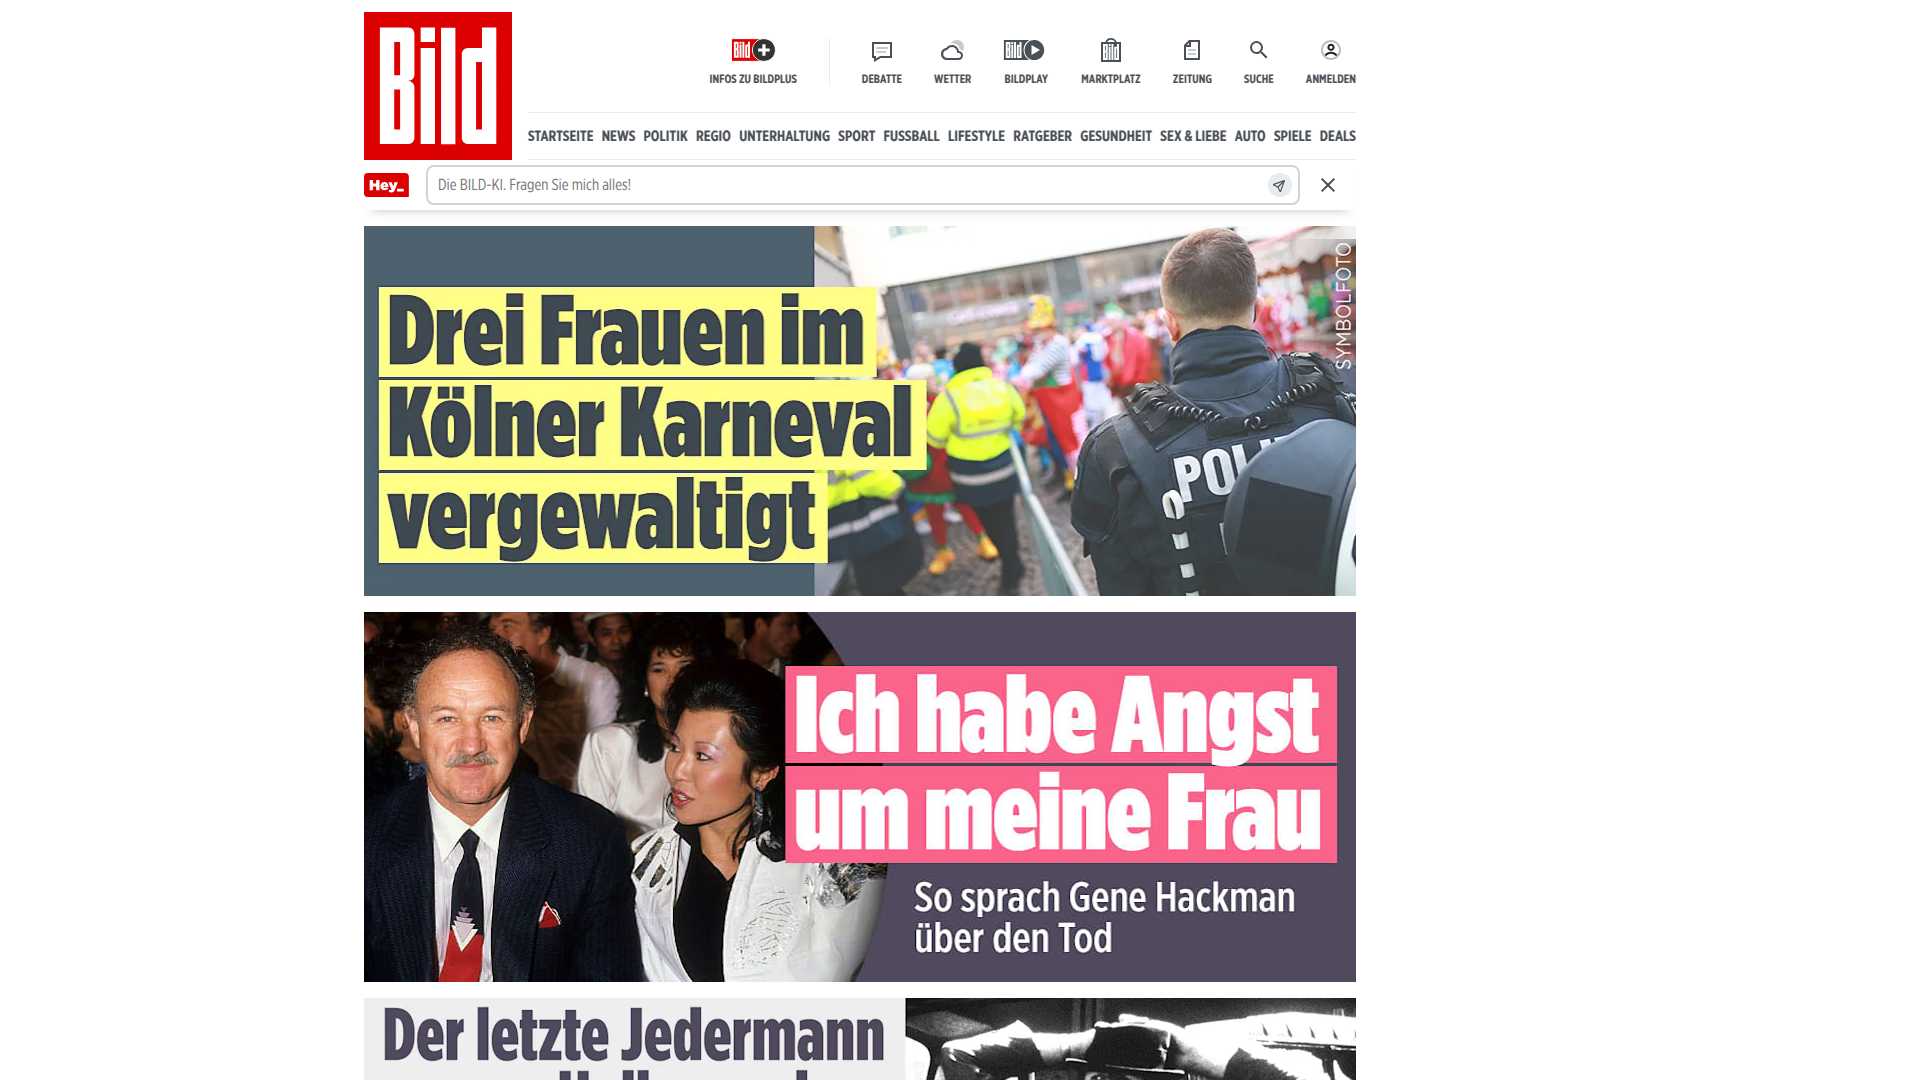 Bild
Bild+
INFOS ZU BILDPLUS
DEBATTE
WETTER
Bild
BILDPLAY
Bild
MARKTPLATZ
ZEITUNG
SUCHE
ANMELDEN
STARTSEITE NEWS POLITIK REGIO UNTERHALTUNG SPORT FUSSBALL LIFESTYLE RATGEBER GESUNDHEIT SEX & LIEBE AUTO SPIELE DEALS
Hey_
Die BILD-KI. Fragen Sie mich alles!
Drei Frauen im
Kölner Karneval
vergewaltigt
SYMBOLFOTO
Ich habe Angst
um meine Frau
So sprach Gene Hackman
über den Tod
Der letzte Jedermann